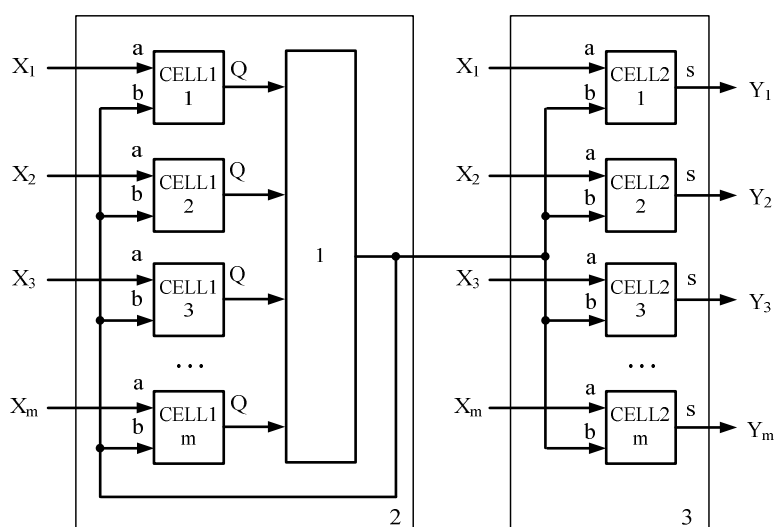 X1 a CELL1 1 b Q
X2 a CELL1 2 b Q
X3 a CELL1 3 b Q
...
Xm a CELL1 m b Q
1
2
X1 a CELL2 1 b s Y1
X2 a CELL2 2 b s Y2
X3 a CELL2 3 b s Y3
...
Xm a CELL2 m b s Ym
3